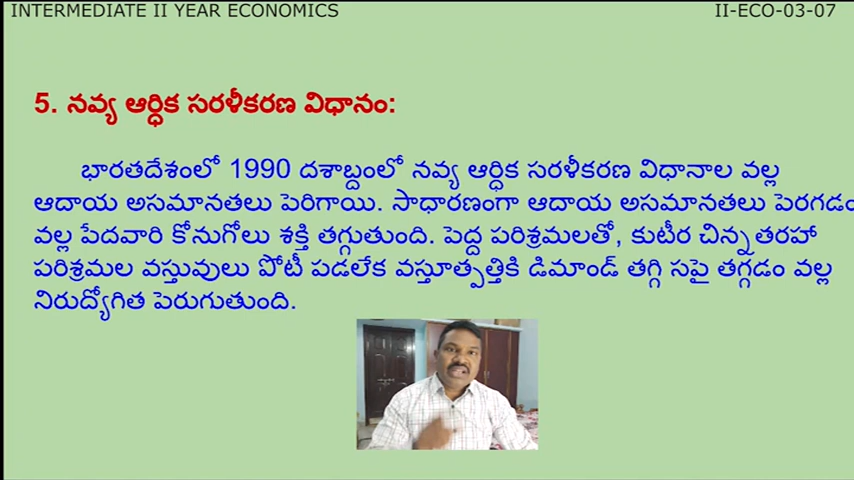 INTERMEDIATE II YEAR ECONOMICS
II-ECO-03-07
5. నవ్య ఆర్ధిక సరళీకరణ విధానం:
భారతదేశంలో 1990 దశాబ్దంలో నవ్య ఆర్ధిక సరళీకరణ విధానాల వల్ల
ఆదాయ అసమానతలు పెరిగాయి. సాధారణంగా ఆదాయ అసమానతలు పెరగడం
వల్ల పేదవారి కోనుగోలు శక్తి తగ్గుతుంది. పెద్ద పరిశ్రమలతో, కుటీర చిన్నతరహా
పరిశ్రమల వస్తువులు పోటీ పడలేక వస్తూత్పత్తికి డిమాండ్ తగ్గి సపై తగ్గడం వల్ల
నిరుద్యోగిత పెరుగుతుంది.